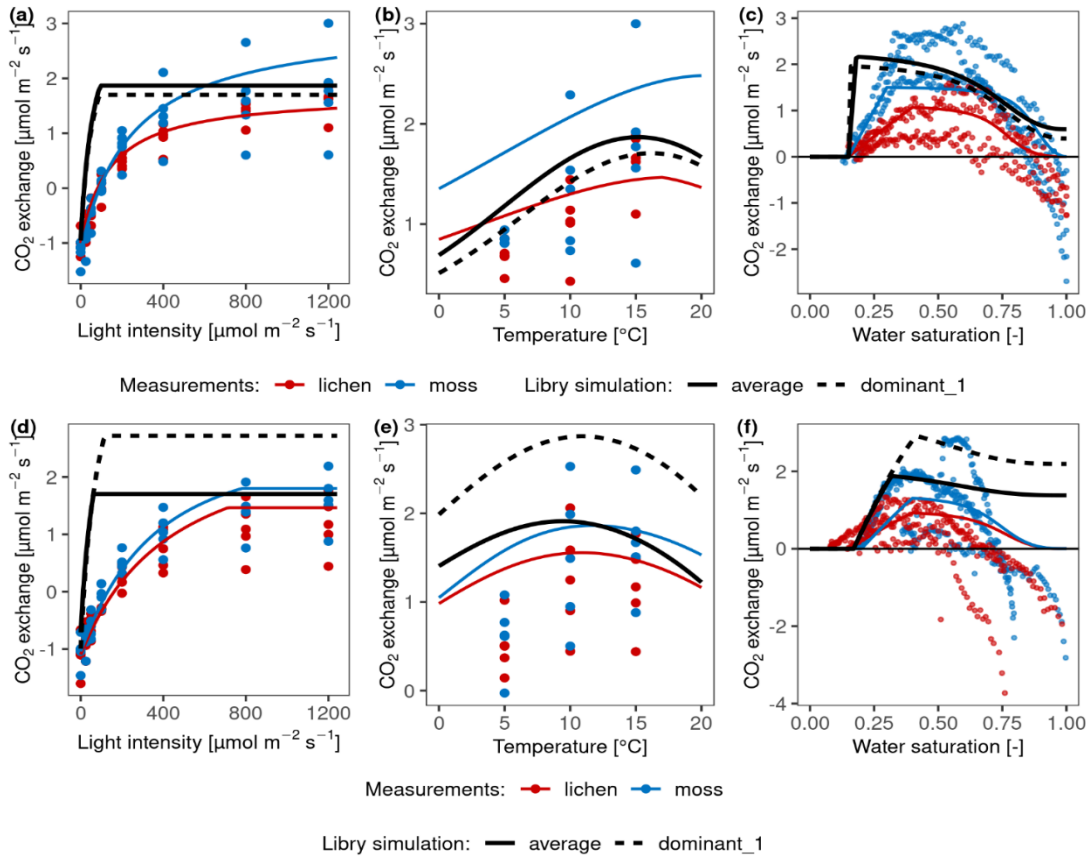 (a)
CO₂ exchange [µmol m⁻² s⁻¹]
3
2
1
0
-1
0 400 800 1200
Light intensity [µmol m⁻² s⁻¹]
(b)
CO₂ exchange [µmol m⁻² s⁻¹]
3
2
1
0 5 10 15 20
Temperature [°C]
(c)
CO₂ exchange [µmol m⁻² s⁻¹]
3
2
1
0
-1
-2
0.00 0.25 0.50 0.75 1.00
Water saturation [-]
Measurements: lichen moss Libry simulation: average dominant_1
(d)
CO₂ exchange [µmol m⁻² s⁻¹]
2
1
0
-1
0 400 800 1200
Light intensity [µmol m⁻² s⁻¹]
(e)
CO₂ exchange [µmol m⁻² s⁻¹]
3
2
1
0
0 5 10 15 20
Temperature [°C]
(f)
CO₂ exchange [µmol m⁻² s⁻¹]
2
0
-2
-4
0.00 0.25 0.50 0.75 1.00
Water saturation [-]
Measurements: lichen moss
Libry simulation: average dominant_1